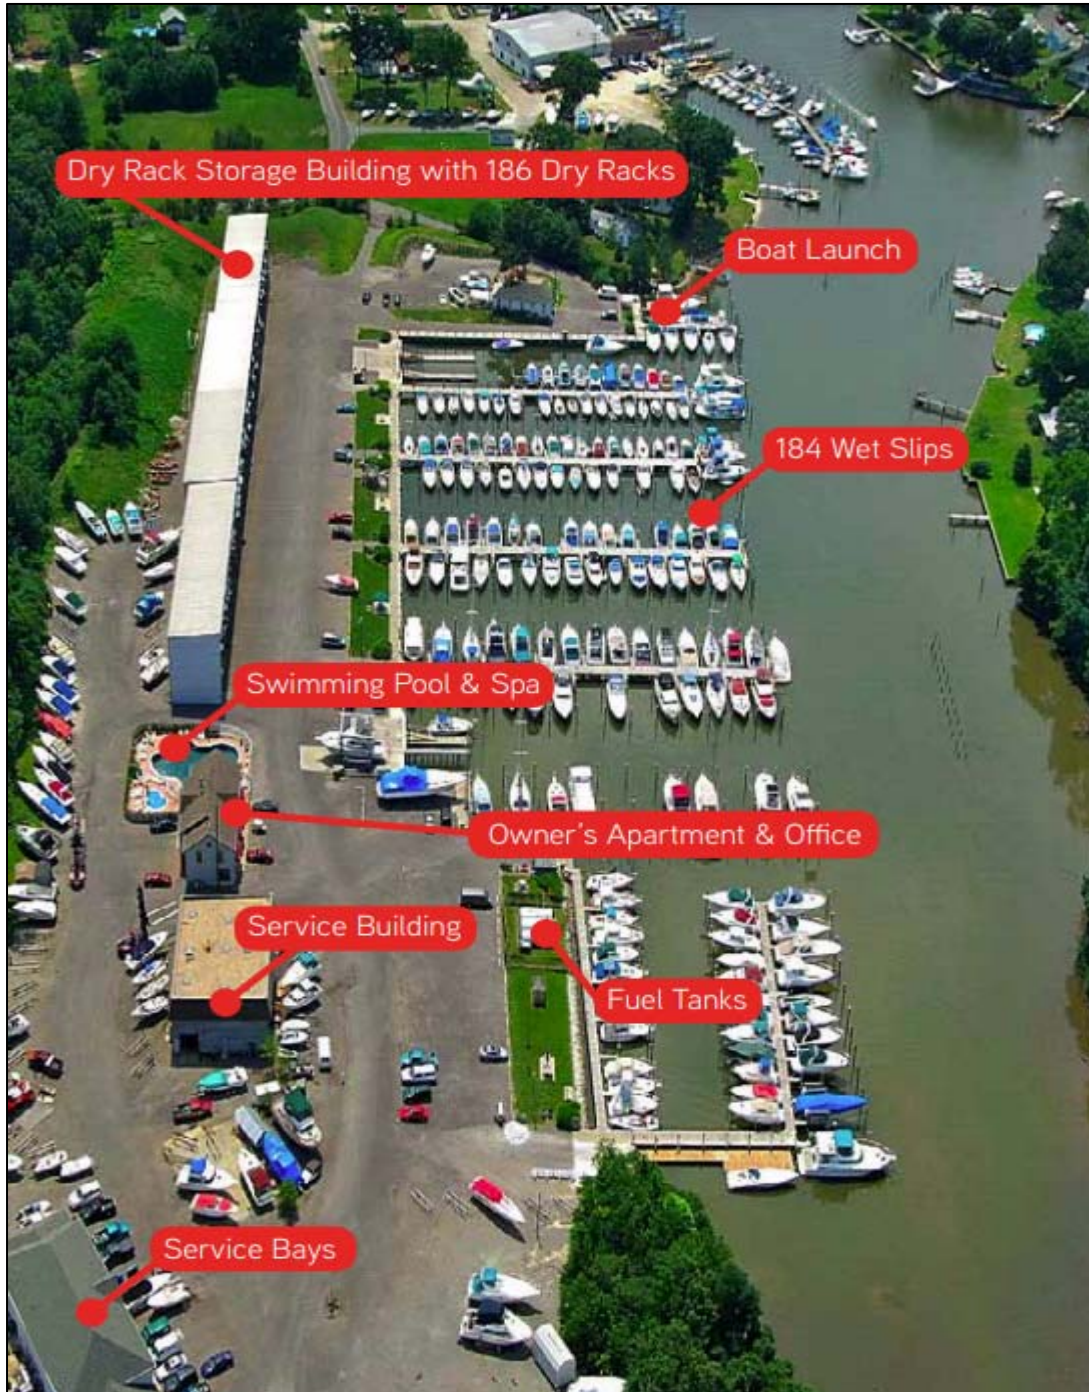 Dry Rack Storage Building with 186 Dry Racks
Boat Launch
184 Wet Slips
Swimming Pool & Spa
Owner's Apartment & Office
Service Building
Fuel Tanks
Service Bays